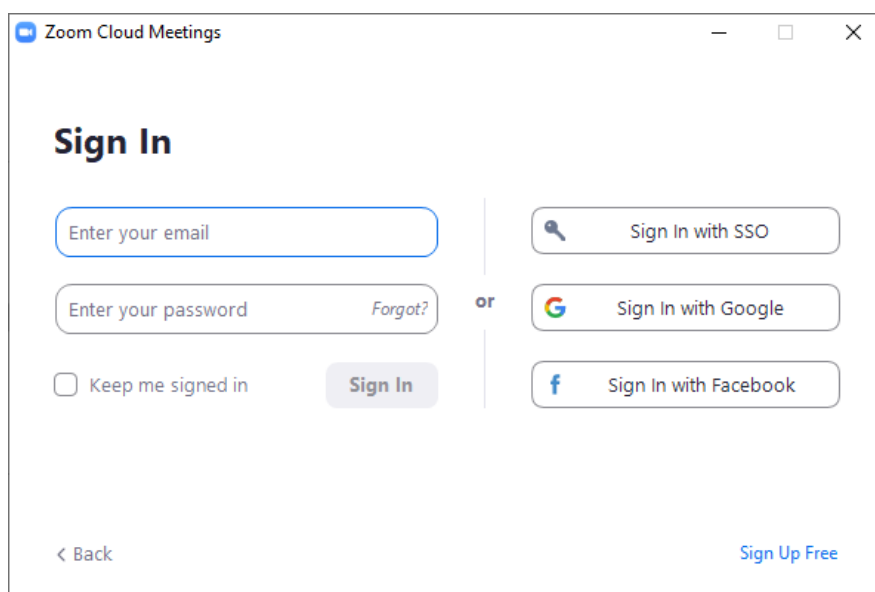 Zoom Cloud Meetings
Sign In
Enter your email
Enter your password Forgot?
Keep me signed in Sign In
or
Sign In with SSO
Sign In with Google
Sign In with Facebook
Back
Sign Up Free